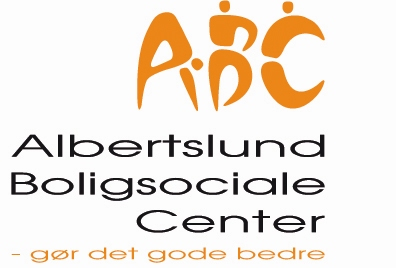 ABC
Albertslund
Boligsociale
Center
- gør det gode bedre